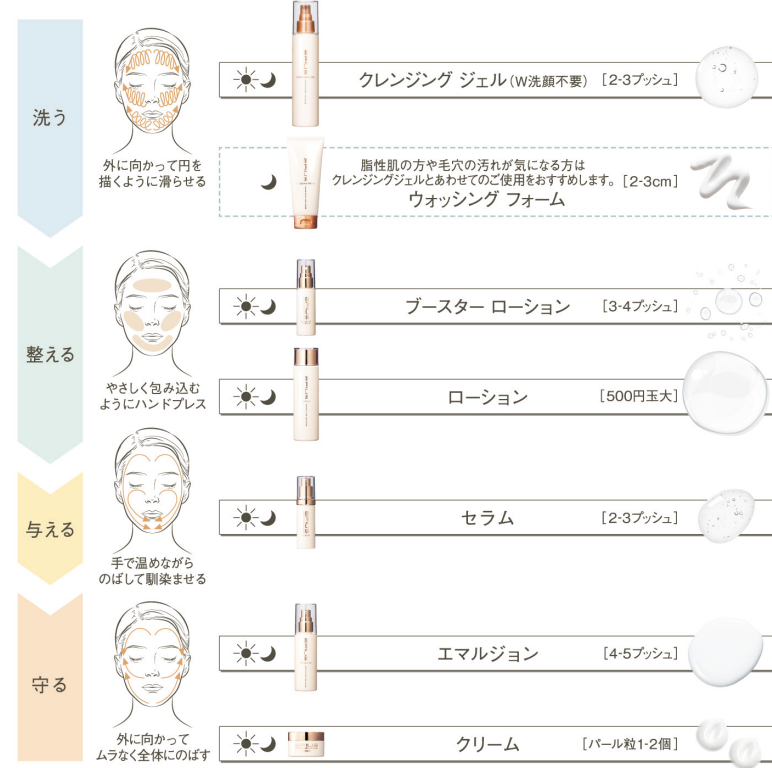 洗う
外に向かって円を
描くように滑らせる
クレンジング ジェル(W洗顔不要) [2-3プッシュ]
脂性肌の方や毛穴の汚れが気になる方は
クレンジングジェルとあわせてのご使用をおすすめします。[2-3cm]
ウォッシング フォーム
整える
やさしく包み込む
ようにハンドプレス
ブースター ローション [3-4プッシュ]
ローション [500円玉大]
与える
手で温めながら
のばして馴染ませる
セラム [2-3プッシュ]
守る
外に向かって
ムラなく全体にのばす
エマルジョン [4-5プッシュ]
クリーム [パール粒1-2個]